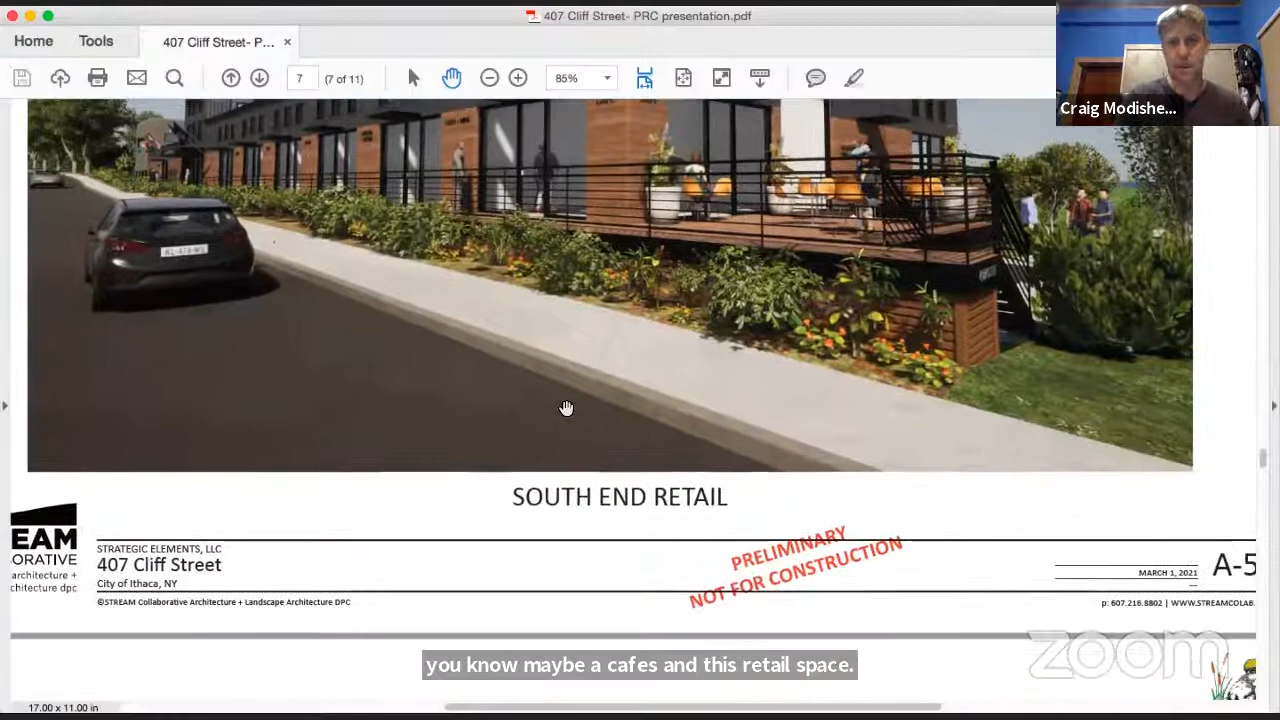 407 Cliff Street- PRC presentation.pdf
Home
Tools
407 Cliff Street- P... ×
7
(7 of 11)
85%
Craig Modishe...
SOUTH END RETAIL
EAM
ORATIVE
architecture +
chitecture dpc
STRATEGIC ELEMENTS, LLC
407 Cliff Street
City of Ithaca, NY
©STREAM Collaborative Architecture + Landscape Architecture DPC
PRELIMINARY
NOT FOR CONSTRUCTION
MARCH 1, 2021
A-5
p: 607.216.8802 | WWW.STREAMCOLAB.
you know maybe a cafes and this retail space.
zoom
17.00 x 11.00 in